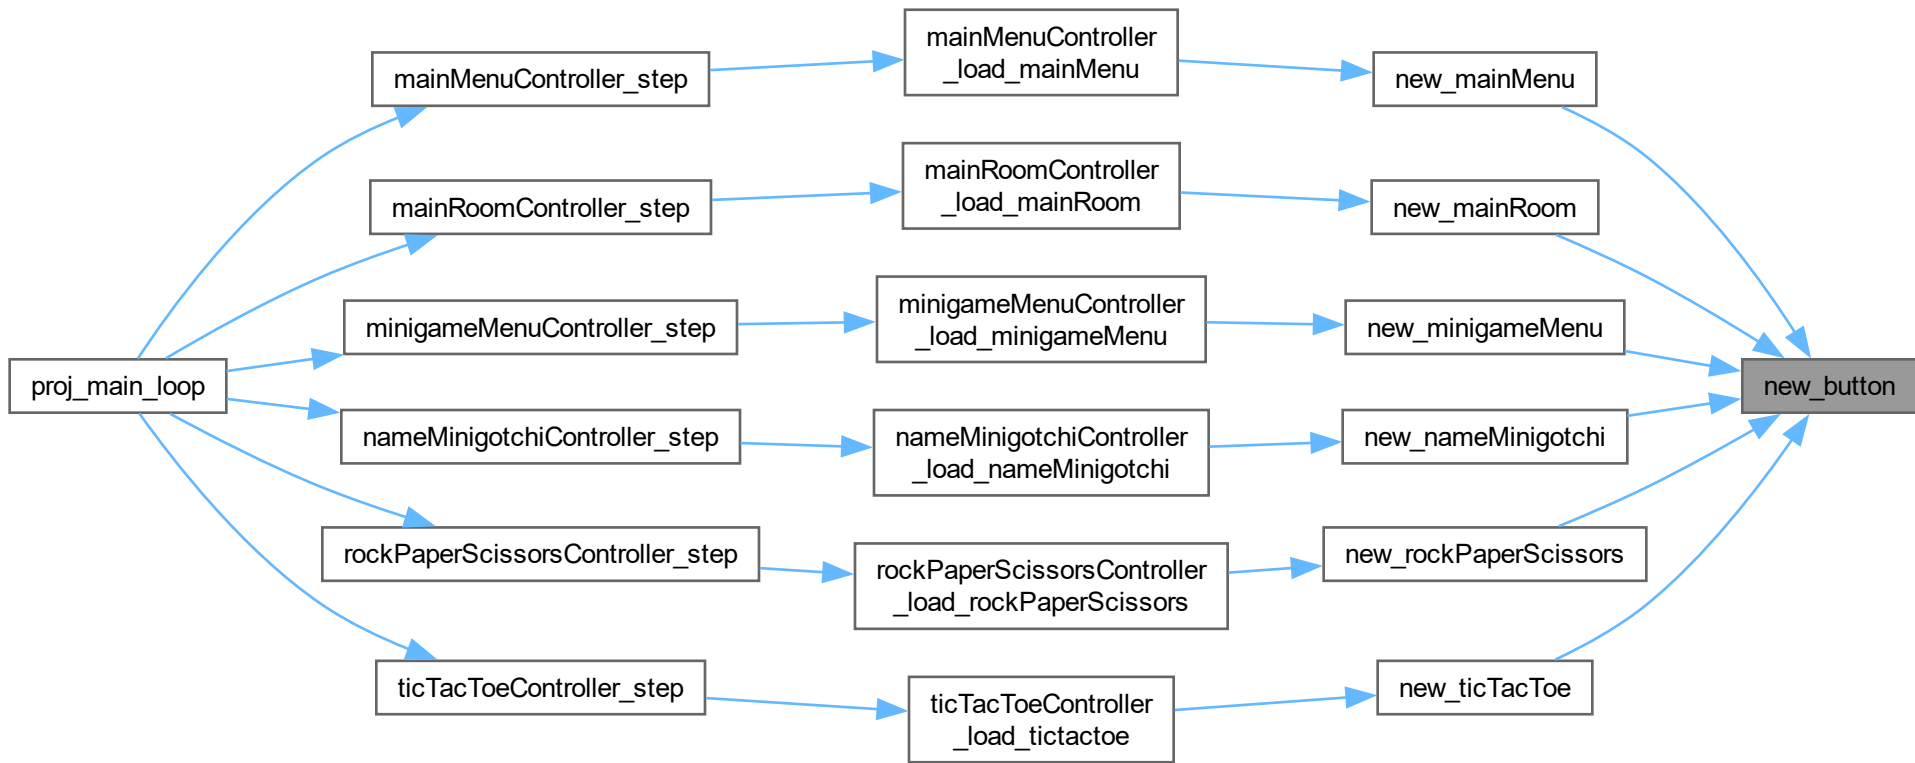 mainMenuController
_load_mainMenu
mainMenuController_step
new_mainMenu
mainRoomController
_load_mainRoom
mainRoomController_step
new_mainRoom
minigameMenuController
_load_minigameMenu
minigameMenuController_step
new_minigameMenu
proj_main_loop
new_button
nameMinigotchiController
_load_nameMinigotchi
nameMinigotchiController_step
new_nameMinigotchi
rockPaperScissorsController_step
rockPaperScissorsController
_load_rockPaperScissors
new_rockPaperScissors
ticTacToeController_step
ticTacToeController
_load_tictactoe
new_ticTacToe